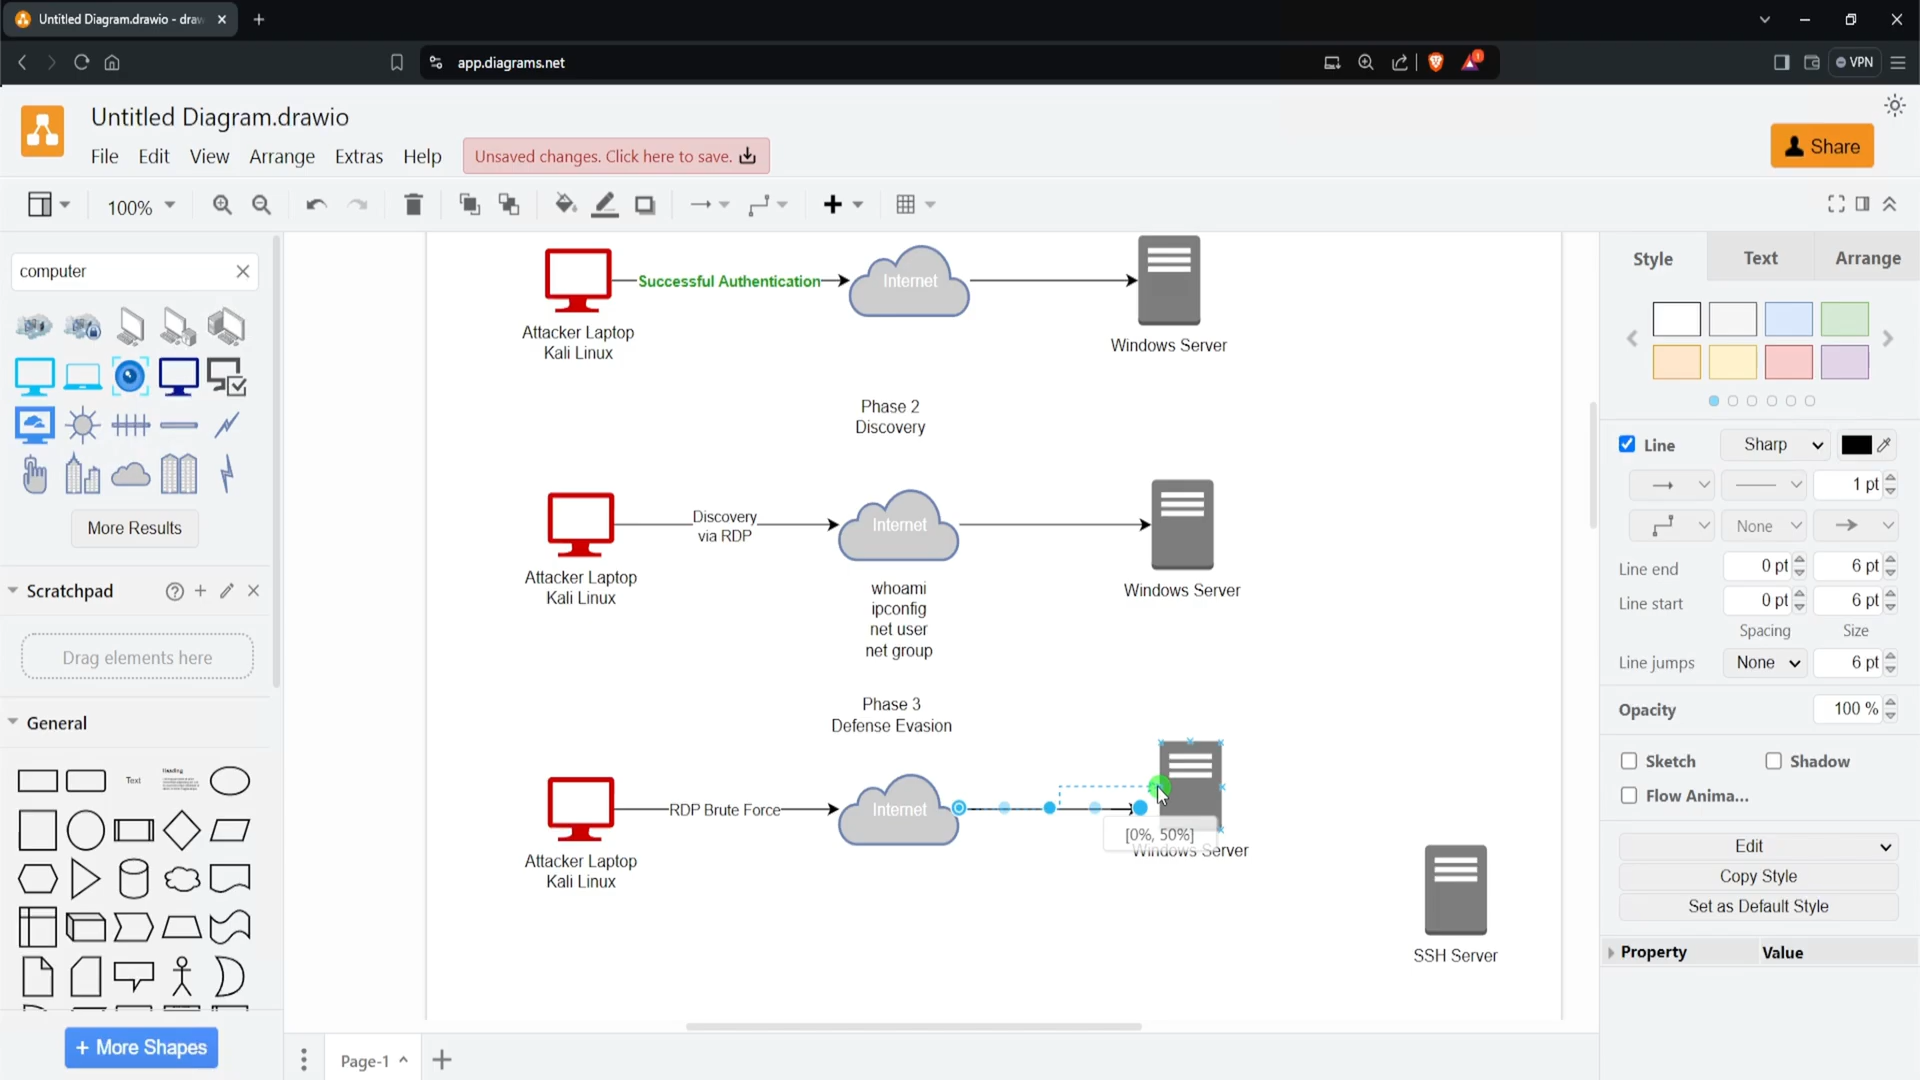 Untitled Diagram.drawio - draw
app.diagrams.net
1
VPN
Untitled Diagram.drawio
File Edit View Arrange Extras Help
Unsaved changes. Click here to save.
Share
100%
computer
More Results
Scratchpad
Drag elements here
General
Text
Heading
+ More Shapes
Successful Authentication
Internet
Attacker Laptop
Kali Linux
Windows Server
Phase 2
Discovery
Discovery
via RDP
Internet
Attacker Laptop
Kali Linux
Windows Server
whoami
ipconfig
net user
net group
Phase 3
Defense Evasion
RDP Brute Force
Internet
[0%, 50%]
Windows Server
Attacker Laptop
Kali Linux
SSH Server
Page-1
Style Text Arrange
Line Sharp
1 pt
None
Line end 0 pt 6 pt
Line start 0 pt 6 pt
Spacing Size
Line jumps None 6 pt
Opacity 100 %
Sketch Shadow
Flow Anima...
Edit
Copy Style
Set as Default Style
Property Value